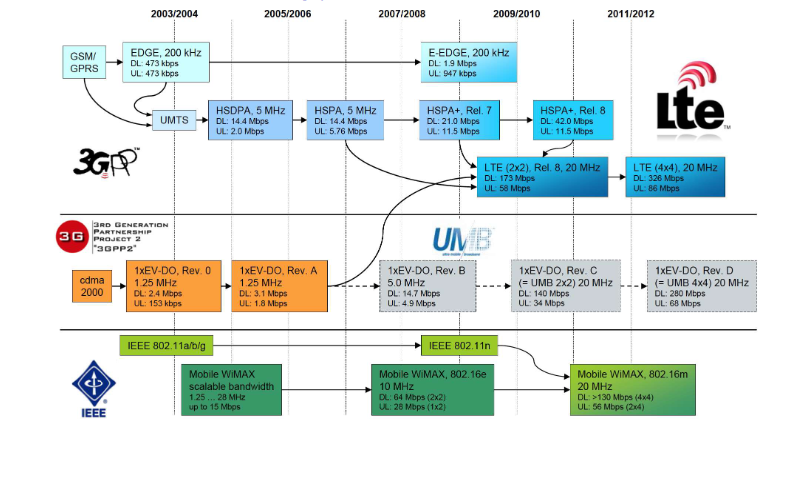 2003/2004 2005/2006 2007/2008 2009/2010 2011/2012
GSM/
GPRS
EDGE, 200 kHz
DL: 473 kbps
UL: 473 kbps
E-EDGE, 200 kHz
DL: 1.9 Mbps
UL: 947 kbps
UMTS
HSDPA, 5 MHz
DL: 14.4 Mbps
UL: 2.0 Mbps
HSPA, 5 MHz
DL: 14.4 Mbps
UL: 5.76 Mbps
HSPA+, Rel. 7
DL: 21.0 Mbps
UL: 11.5 Mbps
HSPA+, Rel. 8
DL: 42.0 Mbps
UL: 11.5 Mbps
Lte
TM
3GPP
TM
LTE (2x2), Rel. 8, 20 MHz
DL: 173 Mbps
UL: 58 Mbps
LTE (4x4), 20 MHz
DL: 326 Mbps
UL: 86 Mbps
3G
3RD GENERATION
PARTNERSHIP
PROJECT 2
"3GPP2"
UMB
cdma
2000
1xEV-DO, Rev. 0
1.25 MHz
DL: 2.4 Mbps
UL: 153 kbps
1xEV-DO, Rev. A
1.25 MHz
DL: 3.1 Mbps
UL: 1.8 Mbps
1xEV-DO, Rev. B
5.0 MHz
DL: 14.7 Mbps
UL: 4.9 Mbps
1xEV-DO, Rev. C
(= UMB 2x2) 20 MHz
DL: 140 Mbps
UL: 34 Mbps
1xEV-DO, Rev. D
(= UMB 4x4) 20 MHz
DL: 280 Mbps
UL: 68 Mbps
IEEE 802.11a/b/g
IEEE 802.11n
IEEE
Mobile WiMAX
scalable bandwidth
1.25 … 28 MHz
up to 15 Mbps
Mobile WiMAX, 802.16e
10 MHz
DL: 64 Mbps (2x2)
UL: 28 Mbps (1x2)
Mobile WiMAX, 802.16m
20 MHz
DL: >130 Mbps (4x4)
UL: 56 Mbps (2x4)